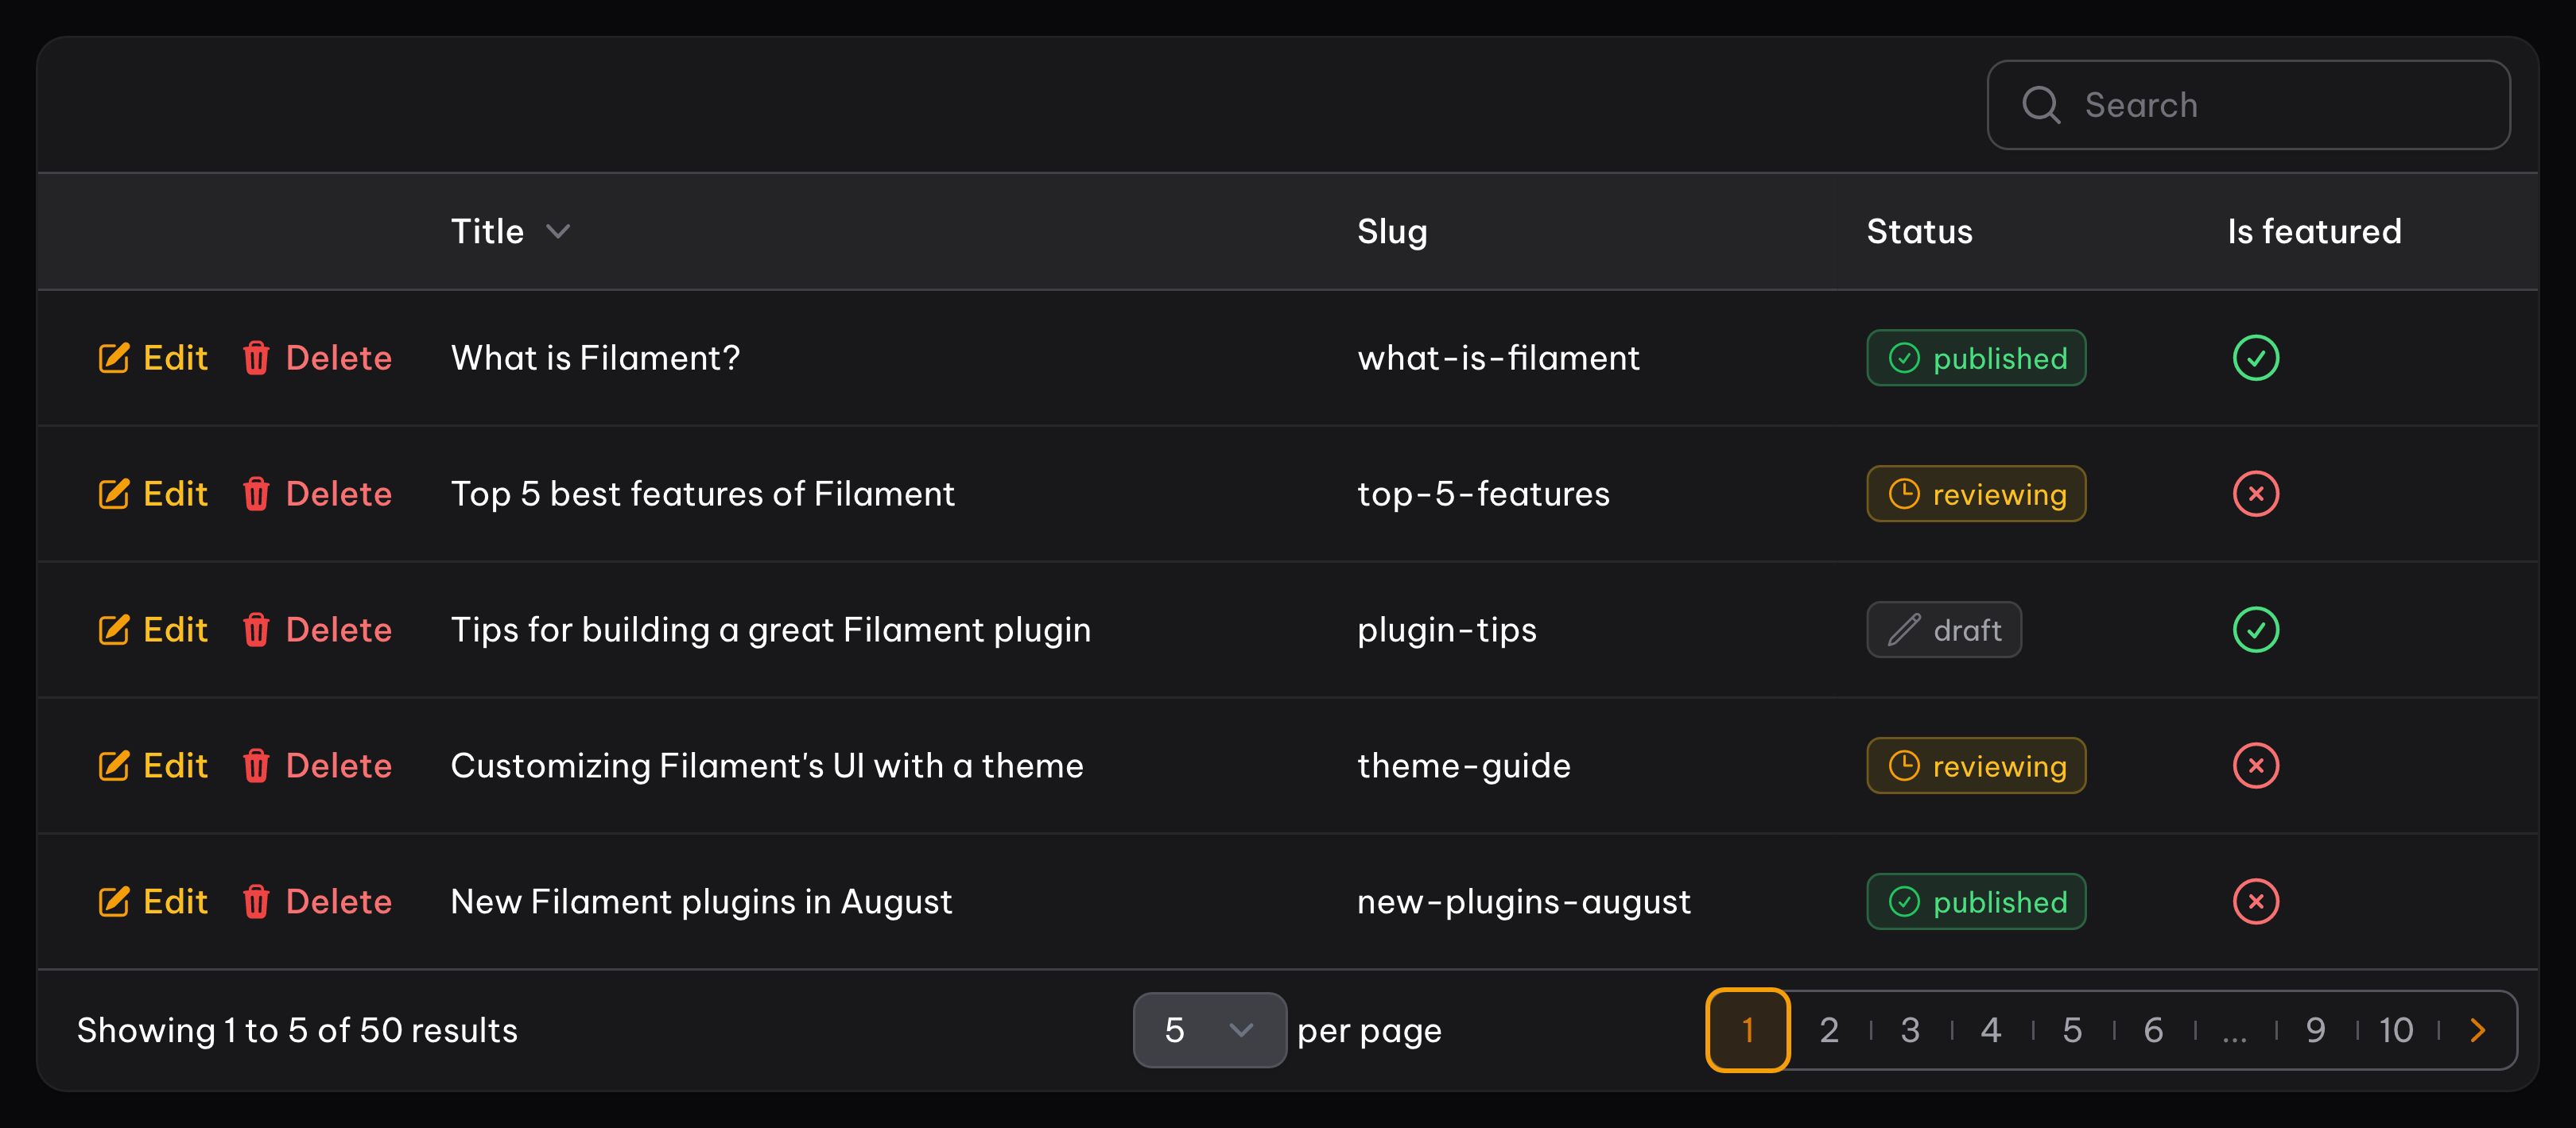 Search
Title Slug Status Is featured
Edit Delete What is Filament? what-is-filament published
Edit Delete Top 5 best features of Filament top-5-features reviewing
Edit Delete Tips for building a great Filament plugin plugin-tips draft
Edit Delete Customizing Filament's UI with a theme theme-guide reviewing
Edit Delete New Filament plugins in August new-plugins-august published
Showing 1 to 5 of 50 results 5 per page 1 2 3 4 5 6 ... 9 10